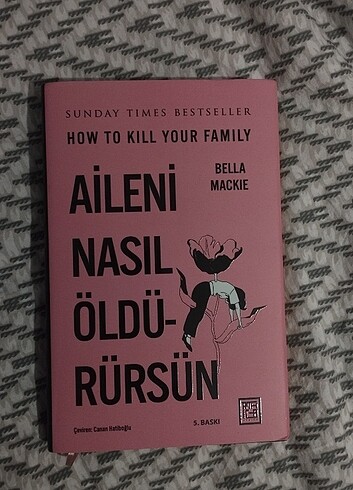 SUNDAY TIMES BESTSELLER
HOW TO KILL YOUR FAMILY
BELLA
MACKIE
AİLENİ
NASIL
ÖLDÜ-
RÜRSÜN
Çeviren: Canan Hatiboğlu
5. BASKI